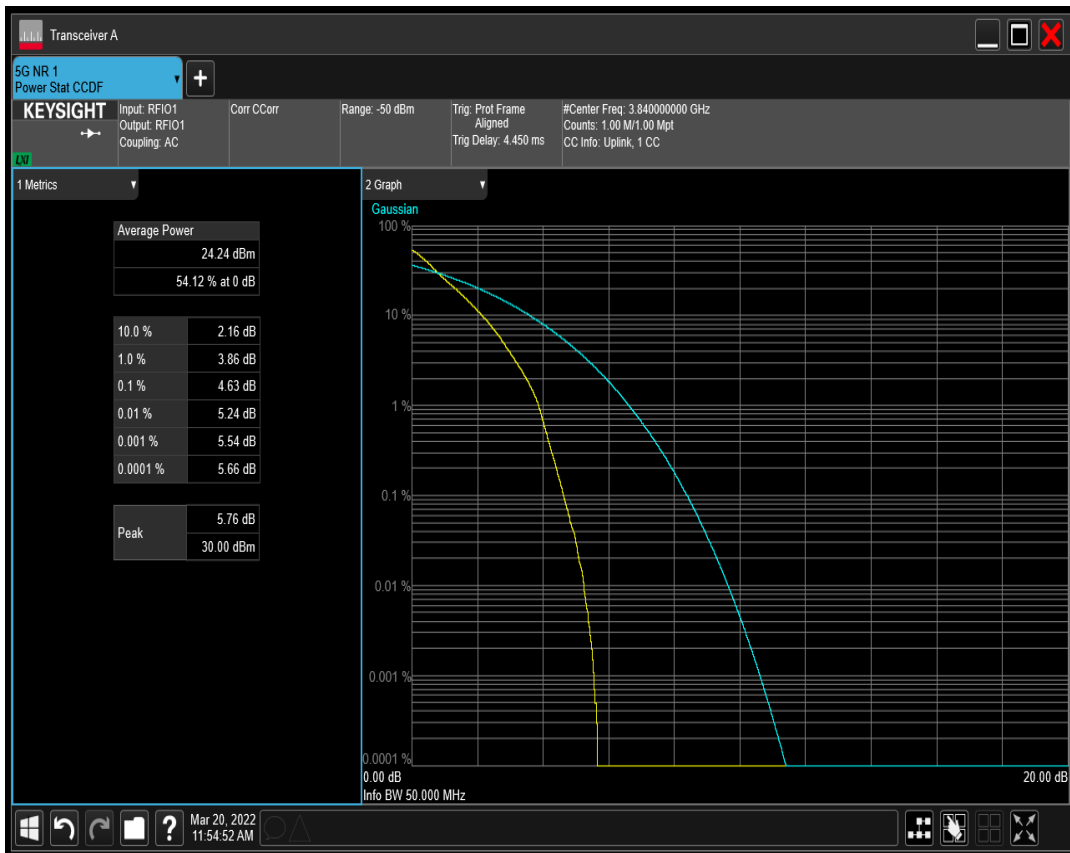 Transceiver A
5G NR 1
Power Stat CCDF
+
KEYSIGHT
LXI
Input: RFIO1
Output: RFIO1
Coupling: AC
Corr CCorr
Range: -50 dBm
Trig: Prot Frame
Aligned
Trig Delay: 4.450 ms
#Center Freq: 3.840000000 GHz
Counts: 1.00 M/1.00 Mpt
CC Info: Uplink, 1 CC
1 Metrics
Average Power
24.24 dBm
54.12 % at 0 dB
10.0 % 2.16 dB
1.0 % 3.86 dB
0.1 % 4.63 dB
0.01 % 5.24 dB
0.001 % 5.54 dB
0.0001 % 5.66 dB
Peak
5.76 dB
30.00 dBm
2 Graph
Gaussian
100 %
10 %
1 %
0.1 %
0.01 %
0.001 %
0.0001 %
0.00 dB 20.00 dB
Info BW 50.000 MHz
?
Mar 20, 2022
11:54:52 AM